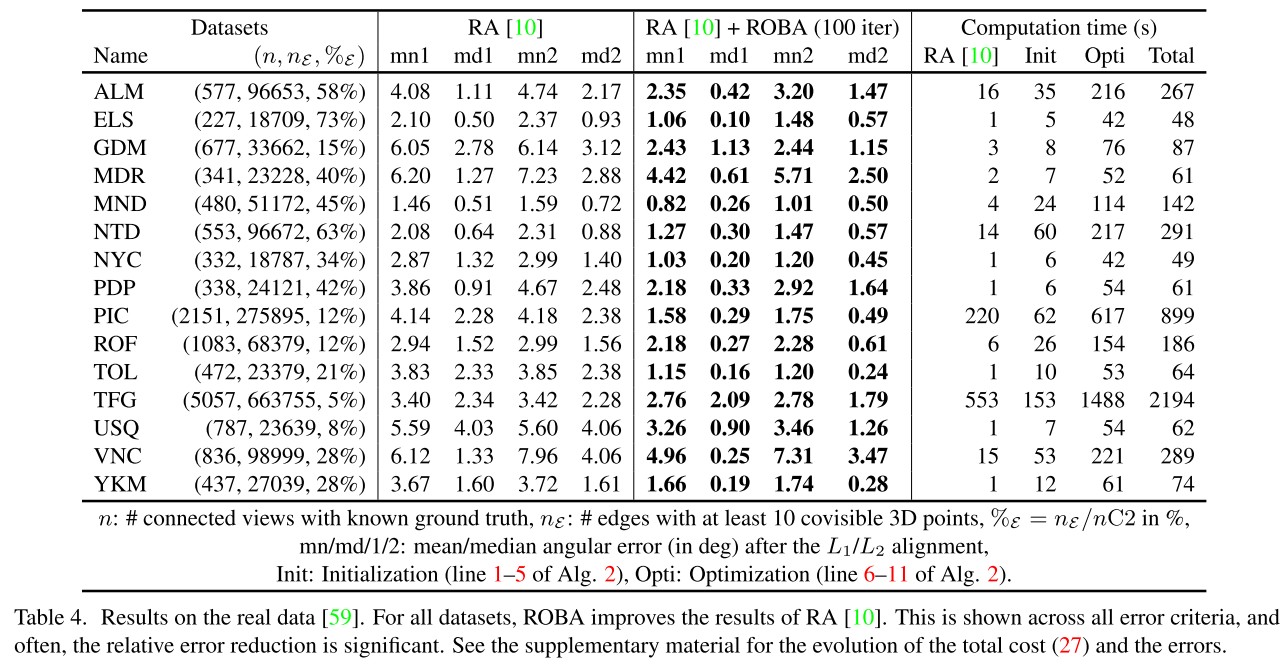 Datasets RA [10] RA [10] + ROBA (100 iter) Computation time (s)
Name (n, nℰ, %ℰ) mn1 md1 mn2 md2 mn1 md1 mn2 md2 RA [10] Init Opti Total
ALM (577, 96653, 58%) 4.08 1.11 4.74 2.17 2.35 0.42 3.20 1.47 16 35 216 267
ELS (227, 18709, 73%) 2.10 0.50 2.37 0.93 1.06 0.10 1.48 0.57 1 5 42 48
GDM (677, 33662, 15%) 6.05 2.78 6.14 3.12 2.43 1.13 2.44 1.15 3 8 76 87
MDR (341, 23228, 40%) 6.20 1.27 7.23 2.88 4.42 0.61 5.71 2.50 2 7 52 61
MND (480, 51172, 45%) 1.46 0.51 1.59 0.72 0.82 0.26 1.01 0.50 4 24 114 142
NTD (553, 96672, 63%) 2.08 0.64 2.31 0.88 1.27 0.30 1.47 0.57 14 60 217 291
NYC (332, 18787, 34%) 2.87 1.32 2.99 1.40 1.03 0.20 1.20 0.45 1 6 42 49
PDP (338, 24121, 42%) 3.86 0.91 4.67 2.48 2.18 0.33 2.92 1.64 1 6 54 61
PIC (2151, 275895, 12%) 4.14 2.28 4.18 2.38 1.58 0.29 1.75 0.49 220 62 617 899
ROF (1083, 68379, 12%) 2.94 1.52 2.99 1.56 2.18 0.27 2.28 0.61 6 26 154 186
TOL (472, 23379, 21%) 3.83 2.33 3.85 2.38 1.15 0.16 1.20 0.24 1 10 53 64
TFG (5057, 663755, 5%) 3.40 2.34 3.42 2.28 2.76 2.09 2.78 1.79 553 153 1488 2194
USQ (787, 23639, 8%) 5.59 4.03 5.60 4.06 3.26 0.90 3.46 1.26 1 7 54 62
VNC (836, 98999, 28%) 6.12 1.33 7.96 4.06 4.96 0.25 7.31 3.47 15 53 221 289
YKM (437, 27039, 28%) 3.67 1.60 3.72 1.61 1.66 0.19 1.74 0.28 1 12 61 74
n: # connected views with known ground truth, nℰ: # edges with at least 10 covisible 3D points, %ℰ = nℰ/nC2 in %,
mn/md/1/2: mean/median angular error (in deg) after the L₁/L₂ alignment,
Init: Initialization (line 1–5 of Alg. 2), Opti: Optimization (line 6–11 of Alg. 2).
Table 4. Results on the real data [59]. For all datasets, ROBA improves the results of RA [10]. This is shown across all error criteria, and
often, the relative error reduction is significant. See the supplementary material for the evolution of the total cost (27) and the errors.